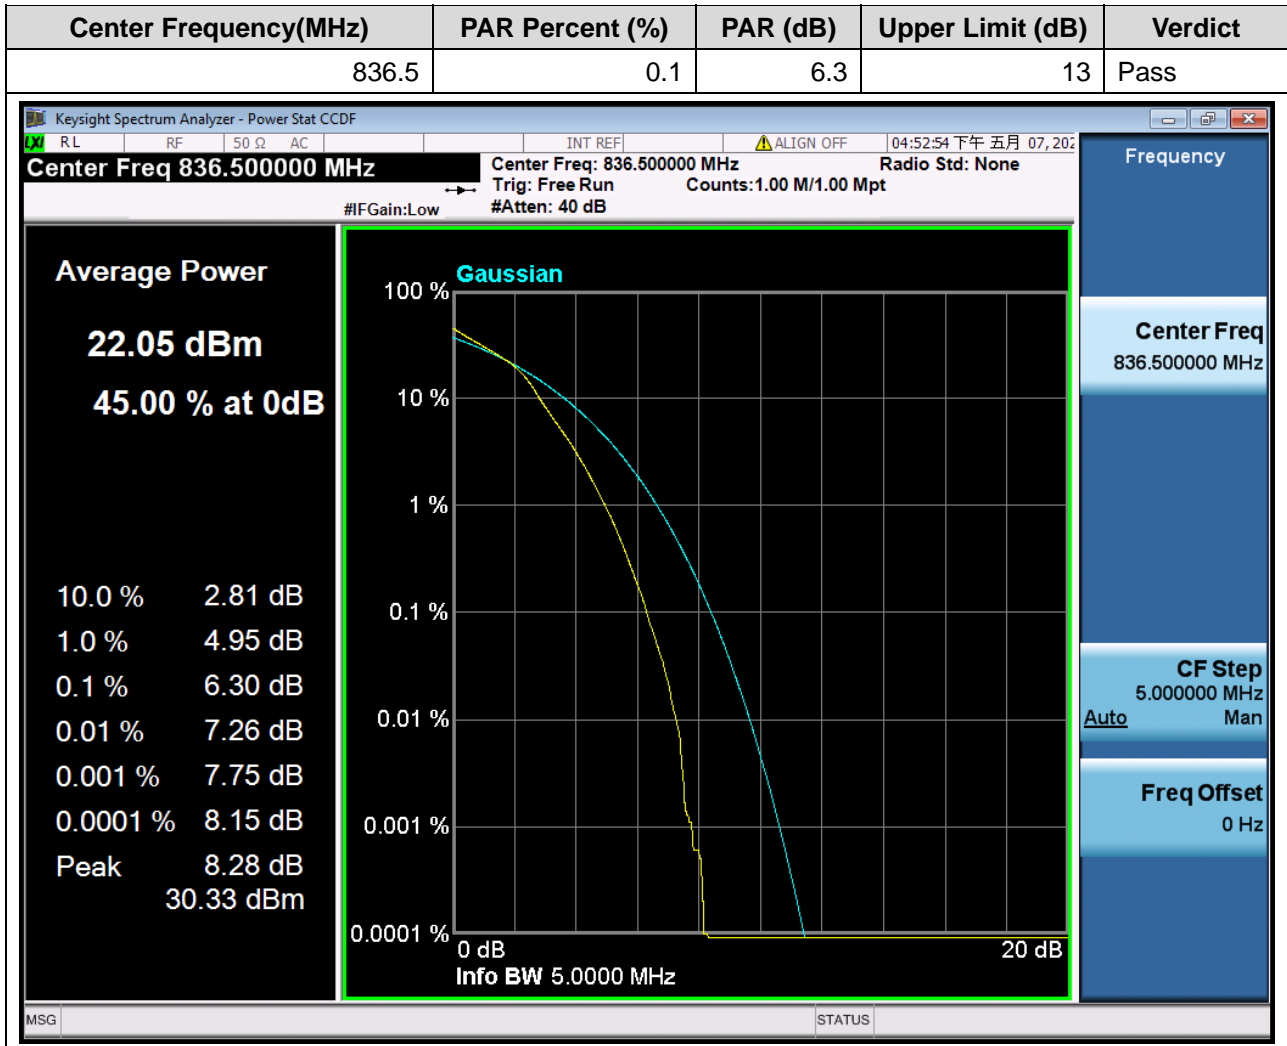 Center Frequency(MHz) PAR Percent (%) PAR (dB) Upper Limit (dB) Verdict
836.5 0.1 6.3 13 Pass
Keysight Spectrum Analyzer - Power Stat CCDF
LXI RL RF 50 Ω AC INT REF ALIGN OFF 04:52:54 下午 五月 07, 202
Center Freq 836.500000 MHz
Center Freq: 836.500000 MHz Radio Std: None
Trig: Free Run Counts:1.00 M/1.00 Mpt
#IFGain:Low #Atten: 40 dB
Frequency
Average Power
22.05 dBm
45.00 % at 0dB
10.0 % 2.81 dB
1.0 % 4.95 dB
0.1 % 6.30 dB
0.01 % 7.26 dB
0.001 % 7.75 dB
0.0001 % 8.15 dB
Peak 8.28 dB
30.33 dBm
Gaussian
100 %
10 %
1 %
0.1 %
0.01 %
0.001 %
0.0001 %
0 dB 20 dB
Info BW 5.0000 MHz
Center Freq
836.500000 MHz
CF Step
5.000000 MHz
Auto Man
Freq Offset
0 Hz
MSG STATUS